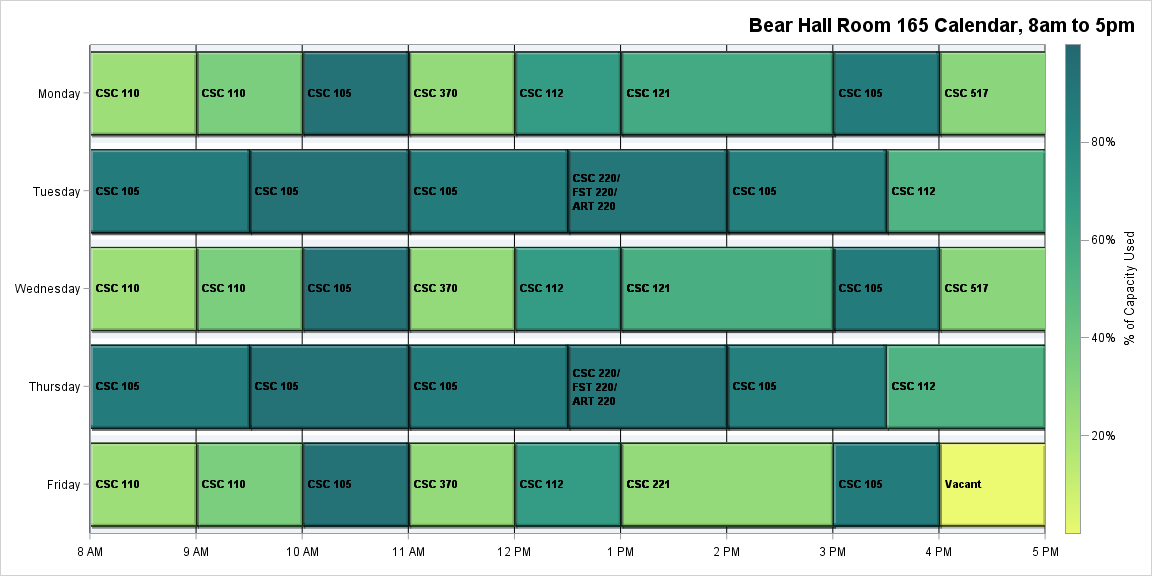 Bear Hall Room 165 Calendar, 8am to 5pm
Monday
CSC 110
CSC 110
CSC 105
CSC 370
CSC 112
CSC 121
CSC 105
CSC 517
Tuesday
CSC 105
CSC 105
CSC 105
CSC 220/
FST 220/
ART 220
CSC 105
CSC 112
Wednesday
CSC 110
CSC 110
CSC 105
CSC 370
CSC 112
CSC 121
CSC 105
CSC 517
Thursday
CSC 105
CSC 105
CSC 105
CSC 220/
FST 220/
ART 220
CSC 105
CSC 112
Friday
CSC 110
CSC 110
CSC 105
CSC 370
CSC 112
CSC 221
CSC 105
Vacant
8 AM
9 AM
10 AM
11 AM
12 PM
1 PM
2 PM
3 PM
4 PM
5 PM
80%
60%
40%
20%
% of Capacity Used